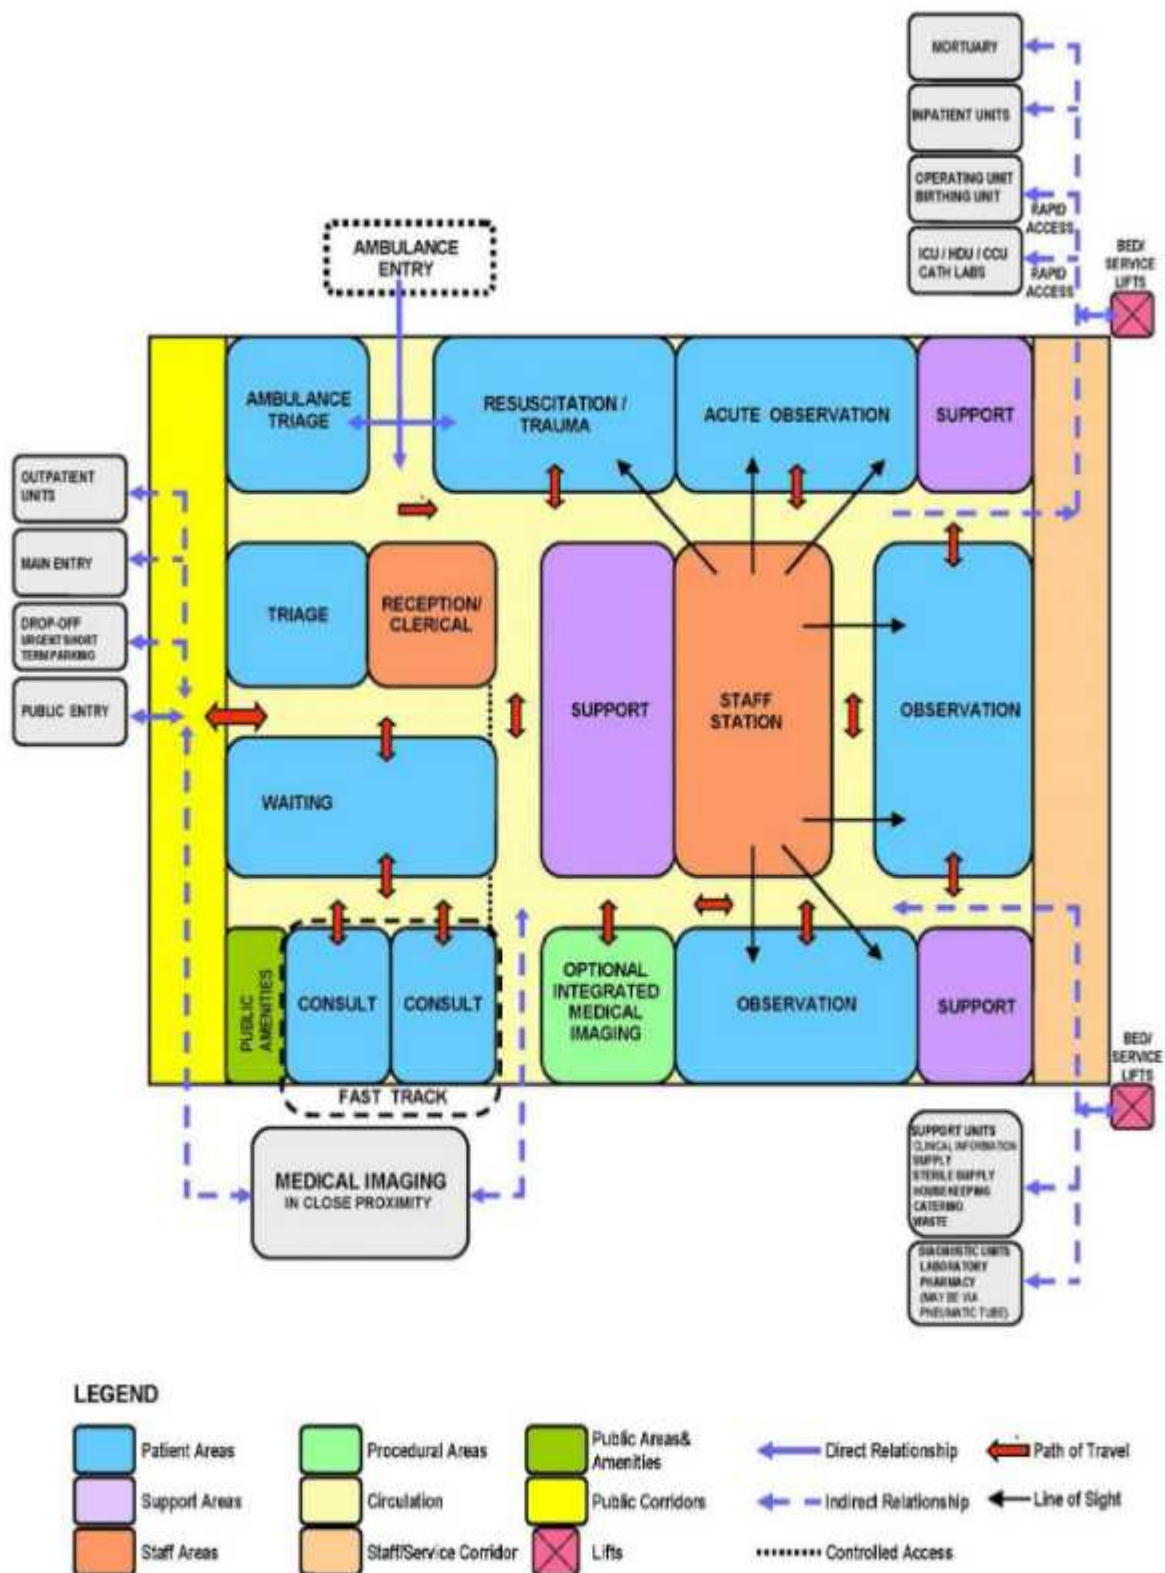 MORTUARY
INPATIENT UNITS
OPERATING UNIT
BIRTHING UNIT
RAPID
ACCESS
ICU / HDU / CCU
CATH LABS
RAPID
ACCESS
BED/
SERVICE
LIFTS
AMBULANCE
ENTRY
AMBULANCE
TRIAGE
RESUSCITATION /
TRAUMA
ACUTE OBSERVATION
SUPPORT
OUTPATIENT
UNITS
MAIN ENTRY
DROP-OFF
URGENT/SHORT
TERM PARKING
PUBLIC ENTRY
TRIAGE
RECEPTION/
CLERICAL
SUPPORT
STAFF
STATION
OBSERVATION
WAITING
PUBLIC
AMENITIES
CONSULT
CONSULT
FAST TRACK
OPTIONAL
INTEGRATED
MEDICAL
IMAGING
OBSERVATION
SUPPORT
BED/
SERVICE
LIFTS
MEDICAL IMAGING
IN CLOSE PROXIMITY
SUPPORT UNITS
CLINICAL INFORMATION
SUPPLY
STERILE SUPPLY
HOUSEKEEPING
CATERING
WASTE
DIAGNOSTIC UNITS
LABORATORY
PHARMACY
(MAY BE VIA
PNEUMATIC TUBE)
LEGEND
Patient Areas
Procedural Areas
Public Areas&
Amenities
Direct Relationship
Path of Travel
Support Areas
Circulation
Public Corridors
Indirect Relationship
Line of Sight
Staff Areas
Staff/Service Corridor
Lifts
Controlled Access